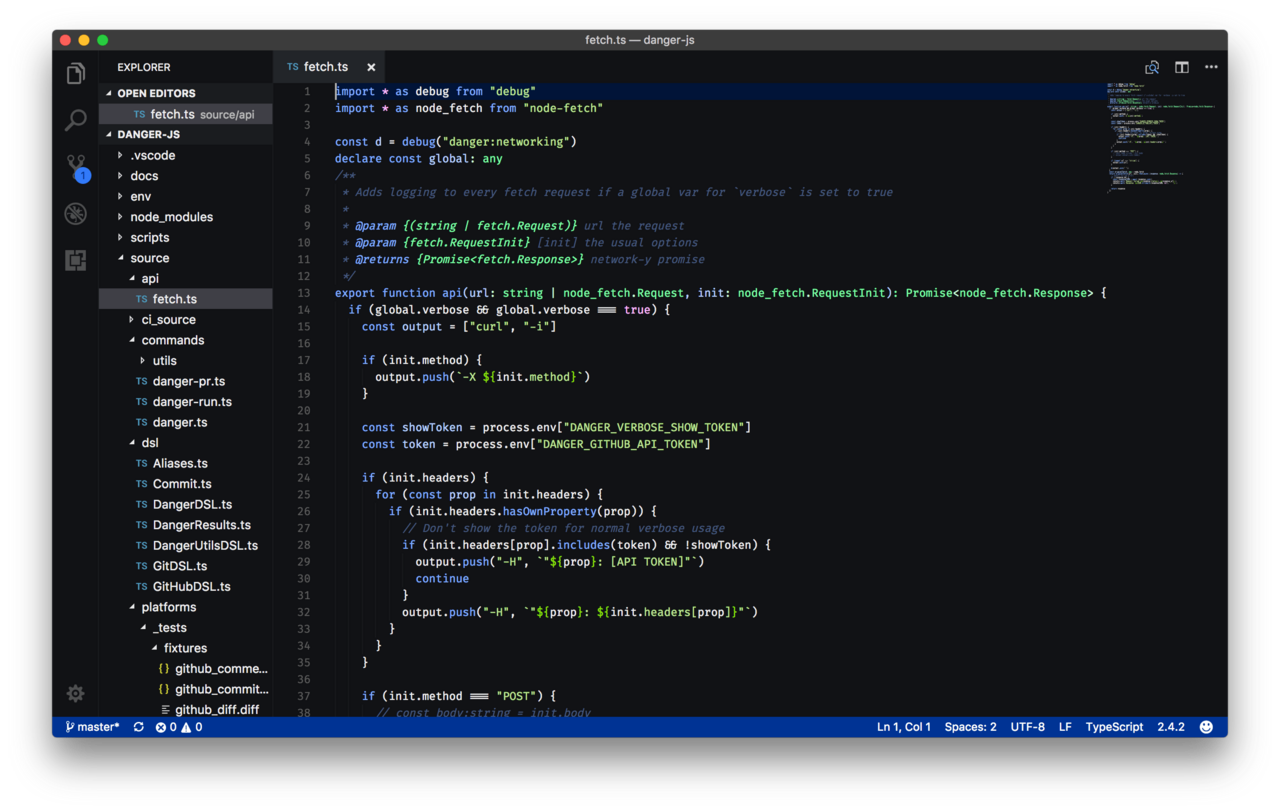 fetch.ts — danger-js
EXPLORER
OPEN EDITORS
TS fetch.ts source/api
DANGER-JS
.vscode
docs
env
node_modules
scripts
source
api
TS fetch.ts
ci_source
commands
utils
TS danger-pr.ts
TS danger-run.ts
TS danger.ts
dsl
TS Aliases.ts
TS Commit.ts
TS DangerDSL.ts
TS DangerResults.ts
TS DangerUtilsDSL.ts
TS GitDSL.ts
TS GitHubDSL.ts
platforms
_tests
fixtures
{} github_comme...
{} github_commit...
github_diff.diff
1
TS fetch.ts ×
1 import * as debug from "debug"
2 import * as node_fetch from "node-fetch"
3
4 const d = debug("danger:networking")
5 declare const global: any
6 /**
7  * Adds logging to every fetch request if a global var for `verbose` is set to true
8  *
9  * @param {(string | fetch.Request)} url the request
10  * @param {fetch.RequestInit} [init] the usual options
11  * @returns {Promise<fetch.Response>} network-y promise
12  */
13 export function api(url: string | node_fetch.Request, init: node_fetch.RequestInit): Promise<node_fetch.Response> {
14   if (global.verbose && global.verbose === true) {
15     const output = ["curl", "-i"]
16
17     if (init.method) {
18       output.push(`-X ${init.method}`)
19     }
20
21     const showToken = process.env["DANGER_VERBOSE_SHOW_TOKEN"]
22     const token = process.env["DANGER_GITHUB_API_TOKEN"]
23
24     if (init.headers) {
25       for (const prop in init.headers) {
26         if (init.headers.hasOwnProperty(prop)) {
27           // Don't show the token for normal verbose usage
28           if (init.headers[prop].includes(token) && !showToken) {
29             output.push("-H", `"${prop}: [API TOKEN]"`)
30             continue
31           }
32           output.push("-H", `"${prop}: ${init.headers[prop]}"`)
33         }
34       }
35     }
36
37     if (init.method === "POST") {
38       // const body:string = init.body
master* 0 0 Ln 1, Col 1 Spaces: 2 UTF-8 LF TypeScript 2.4.2